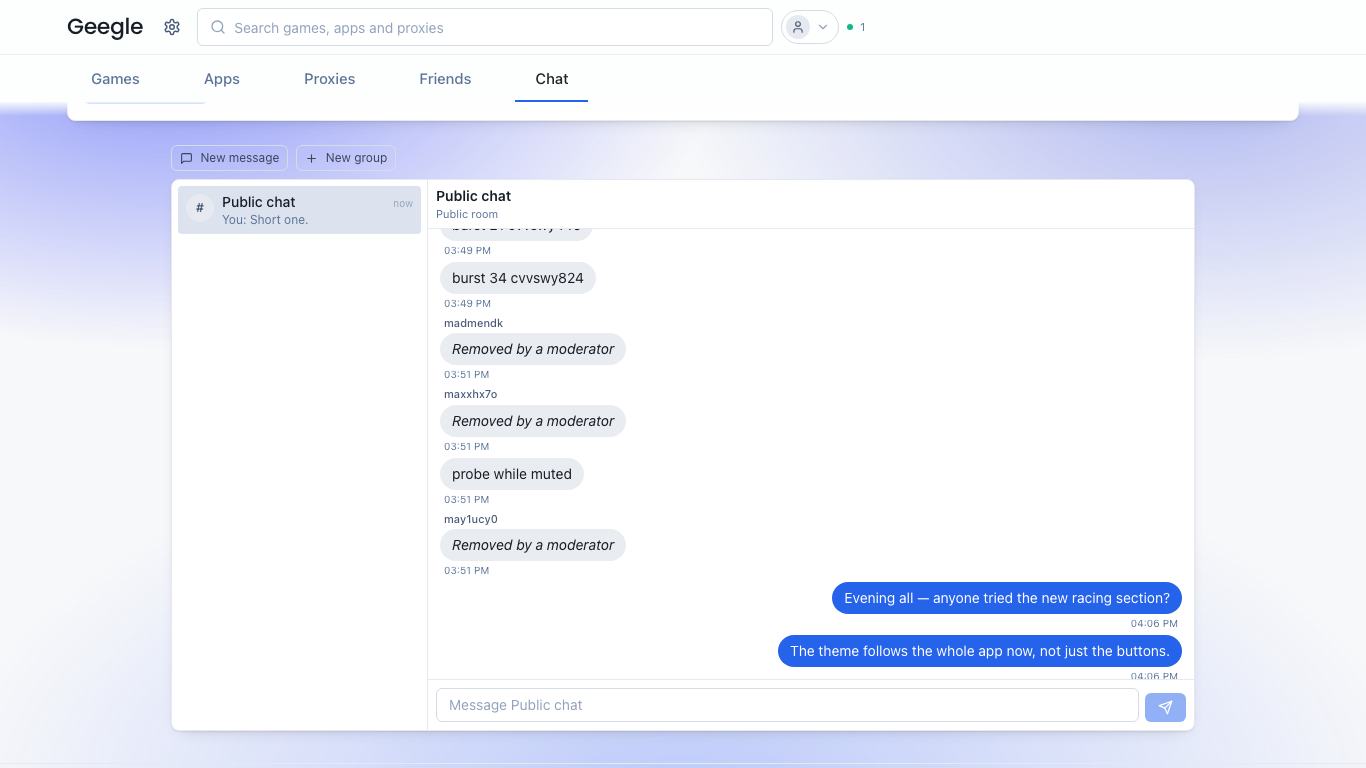 Geegle
Search games, apps and proxies
1
Games
Apps
Proxies
Friends
Chat
New message
New group
#
Public chat
now
You: Short one.
Public chat
Public room
03:49 PM
burst 34 cvvswy824
03:49 PM
madmendk
Removed by a moderator
03:51 PM
maxxhx7o
Removed by a moderator
03:51 PM
probe while muted
03:51 PM
may1ucy0
Removed by a moderator
03:51 PM
Evening all — anyone tried the new racing section?
04:06 PM
The theme follows the whole app now, not just the buttons.
04:06 PM
Message Public chat